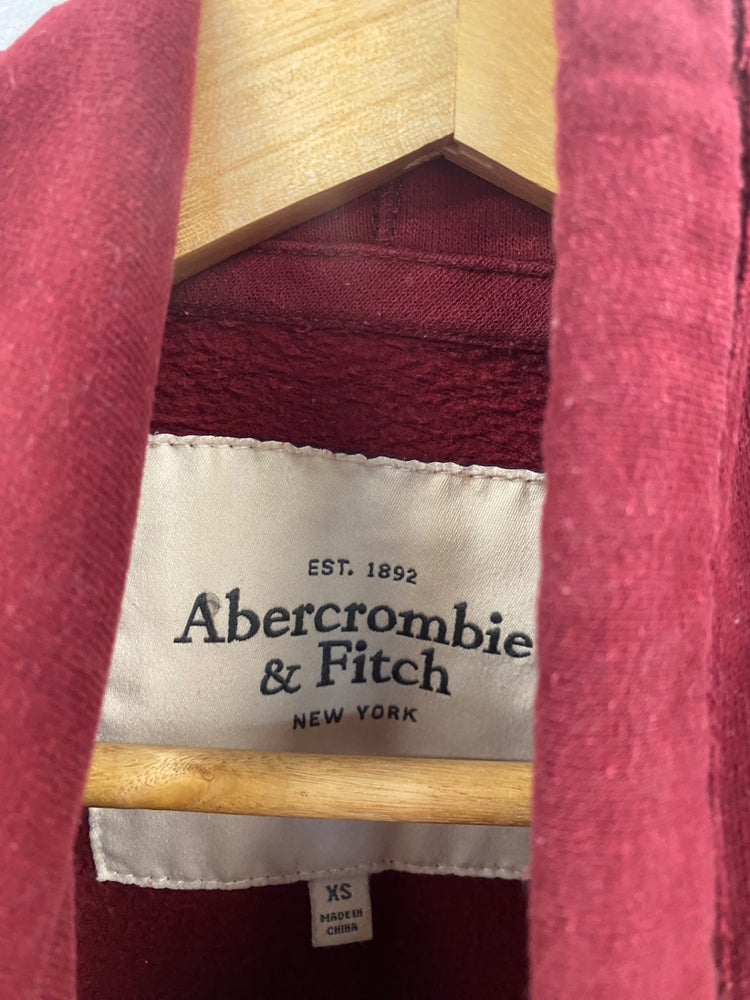 EST. 1892
Abercrombie
& Fitch
NEW YORK
XS
MADE IN
CHINA